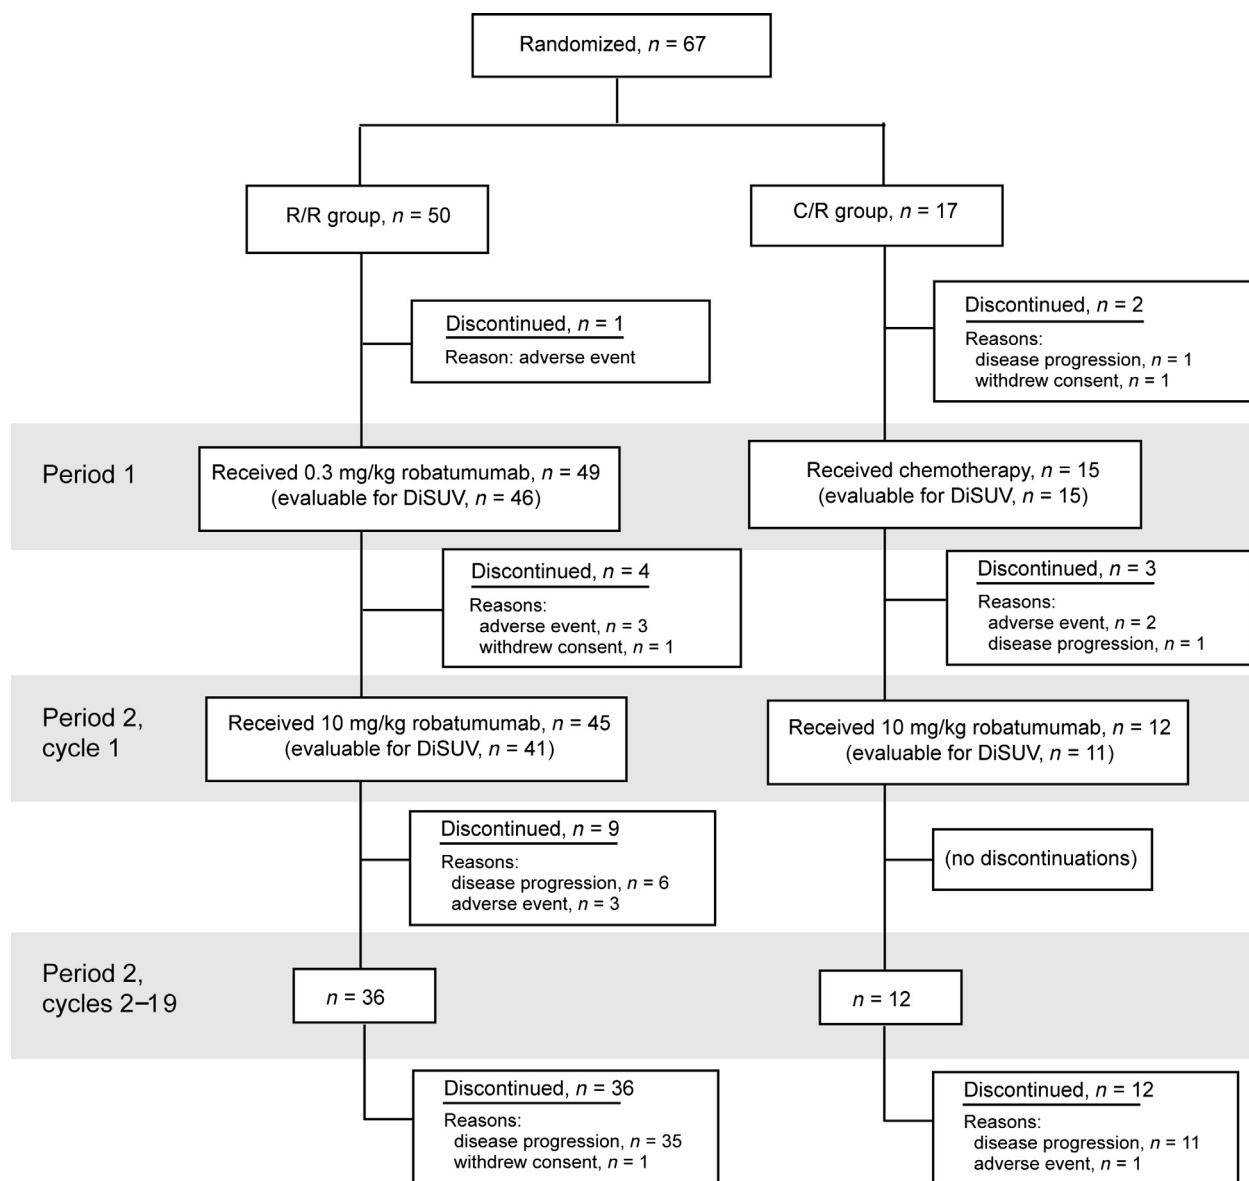 Randomized, n = 67
R/R group, n = 50
C/R group, n = 17
Discontinued, n = 1
Reason: adverse event
Discontinued, n = 2
Reasons:
disease progression, n = 1
withdrew consent, n = 1
Period 1
Received 0.3 mg/kg robatumumab, n = 49
(evaluable for DiSUV, n = 46)
Received chemotherapy, n = 15
(evaluable for DiSUV, n = 15)
Discontinued, n = 4
Reasons:
adverse event, n = 3
withdrew consent, n = 1
Discontinued, n = 3
Reasons:
adverse event, n = 2
disease progression, n = 1
Period 2,
cycle 1
Received 10 mg/kg robatumumab, n = 45
(evaluable for DiSUV, n = 41)
Received 10 mg/kg robatumumab, n = 12
(evaluable for DiSUV, n = 11)
Discontinued, n = 9
Reasons:
disease progression, n = 6
adverse event, n = 3
(no discontinuations)
Period 2,
cycles 2–19
n = 36
n = 12
Discontinued, n = 36
Reasons:
disease progression, n = 35
withdrew consent, n = 1
Discontinued, n = 12
Reasons:
disease progression, n = 11
adverse event, n = 1